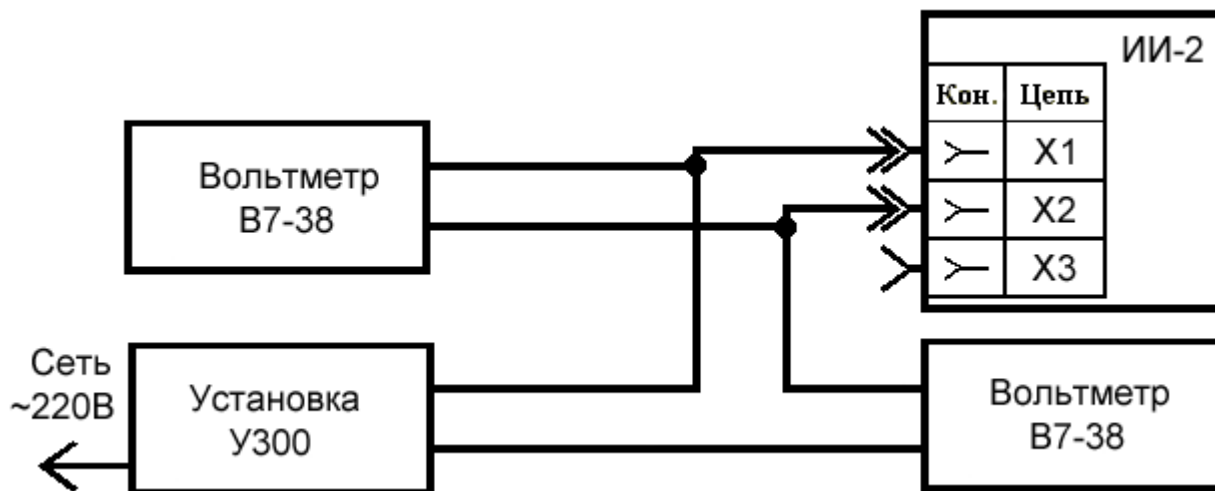 ИИ-2
Кон. Цепь
Х1
Х2
Х3
Вольтметр
В7-38
Сеть
~220В
Установка
У300
Вольтметр
В7-38